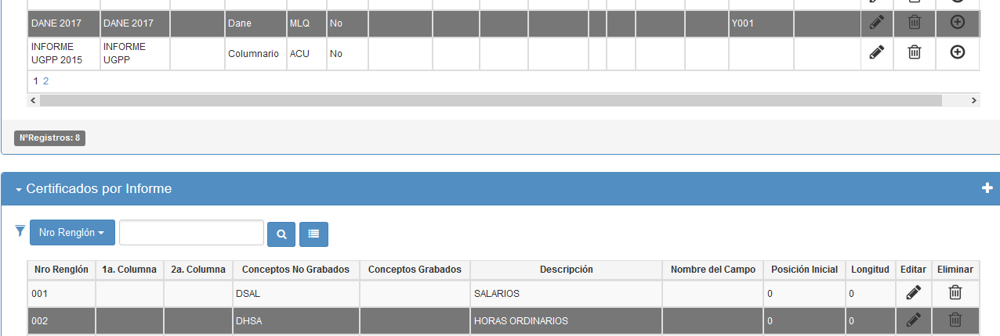 DANE 2017 DANE 2017 Dane MLQ No Y001
INFORME UGPP 2015 INFORME UGPP Columnario ACU No
1 2
NºRegistros: 8
Certificados por Informe
Nro Renglón
Nro Renglón 1a. Columna 2a. Columna Conceptos No Grabados Conceptos Grabados Descripción Nombre del Campo Posición Inicial Longitud Editar Eliminar
001 DSAL SALARIOS 0 0
002 DHSA HORAS ORDINARIOS 0 0